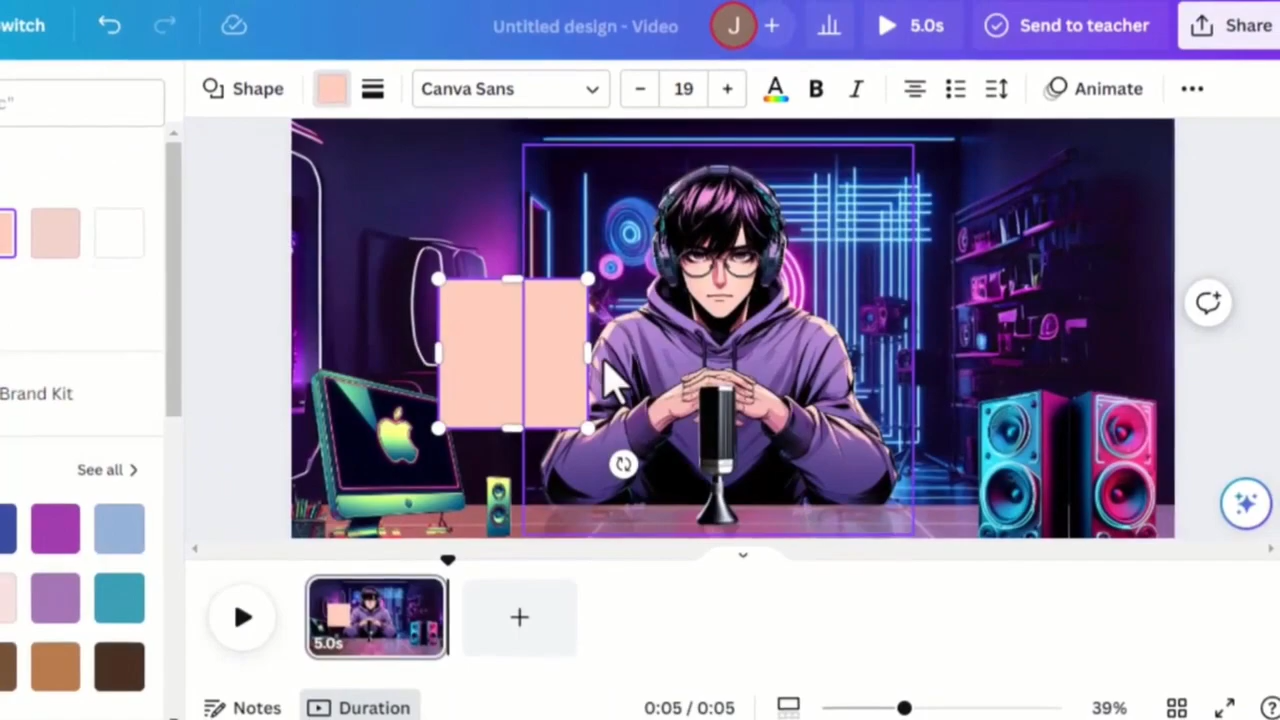 witch
Untitled design - Video
J
5.0s
Send to teacher
Share
c"
Shape
Canva Sans
19
A
B
I
Animate
Brand Kit
See all
5.0s
Notes
Duration
0:05 / 0:05
39%
?